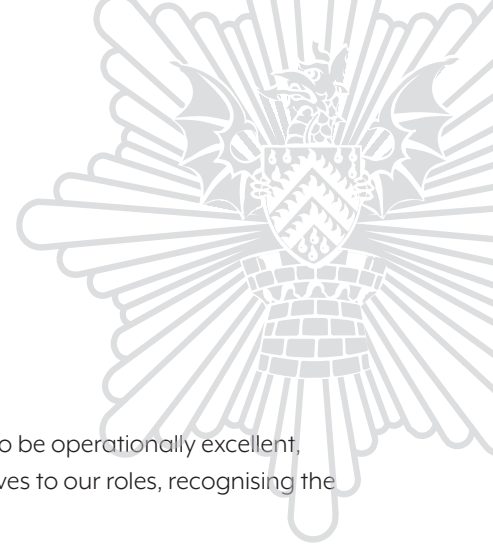 o be operationally excellent,
ves to our roles, recognising the